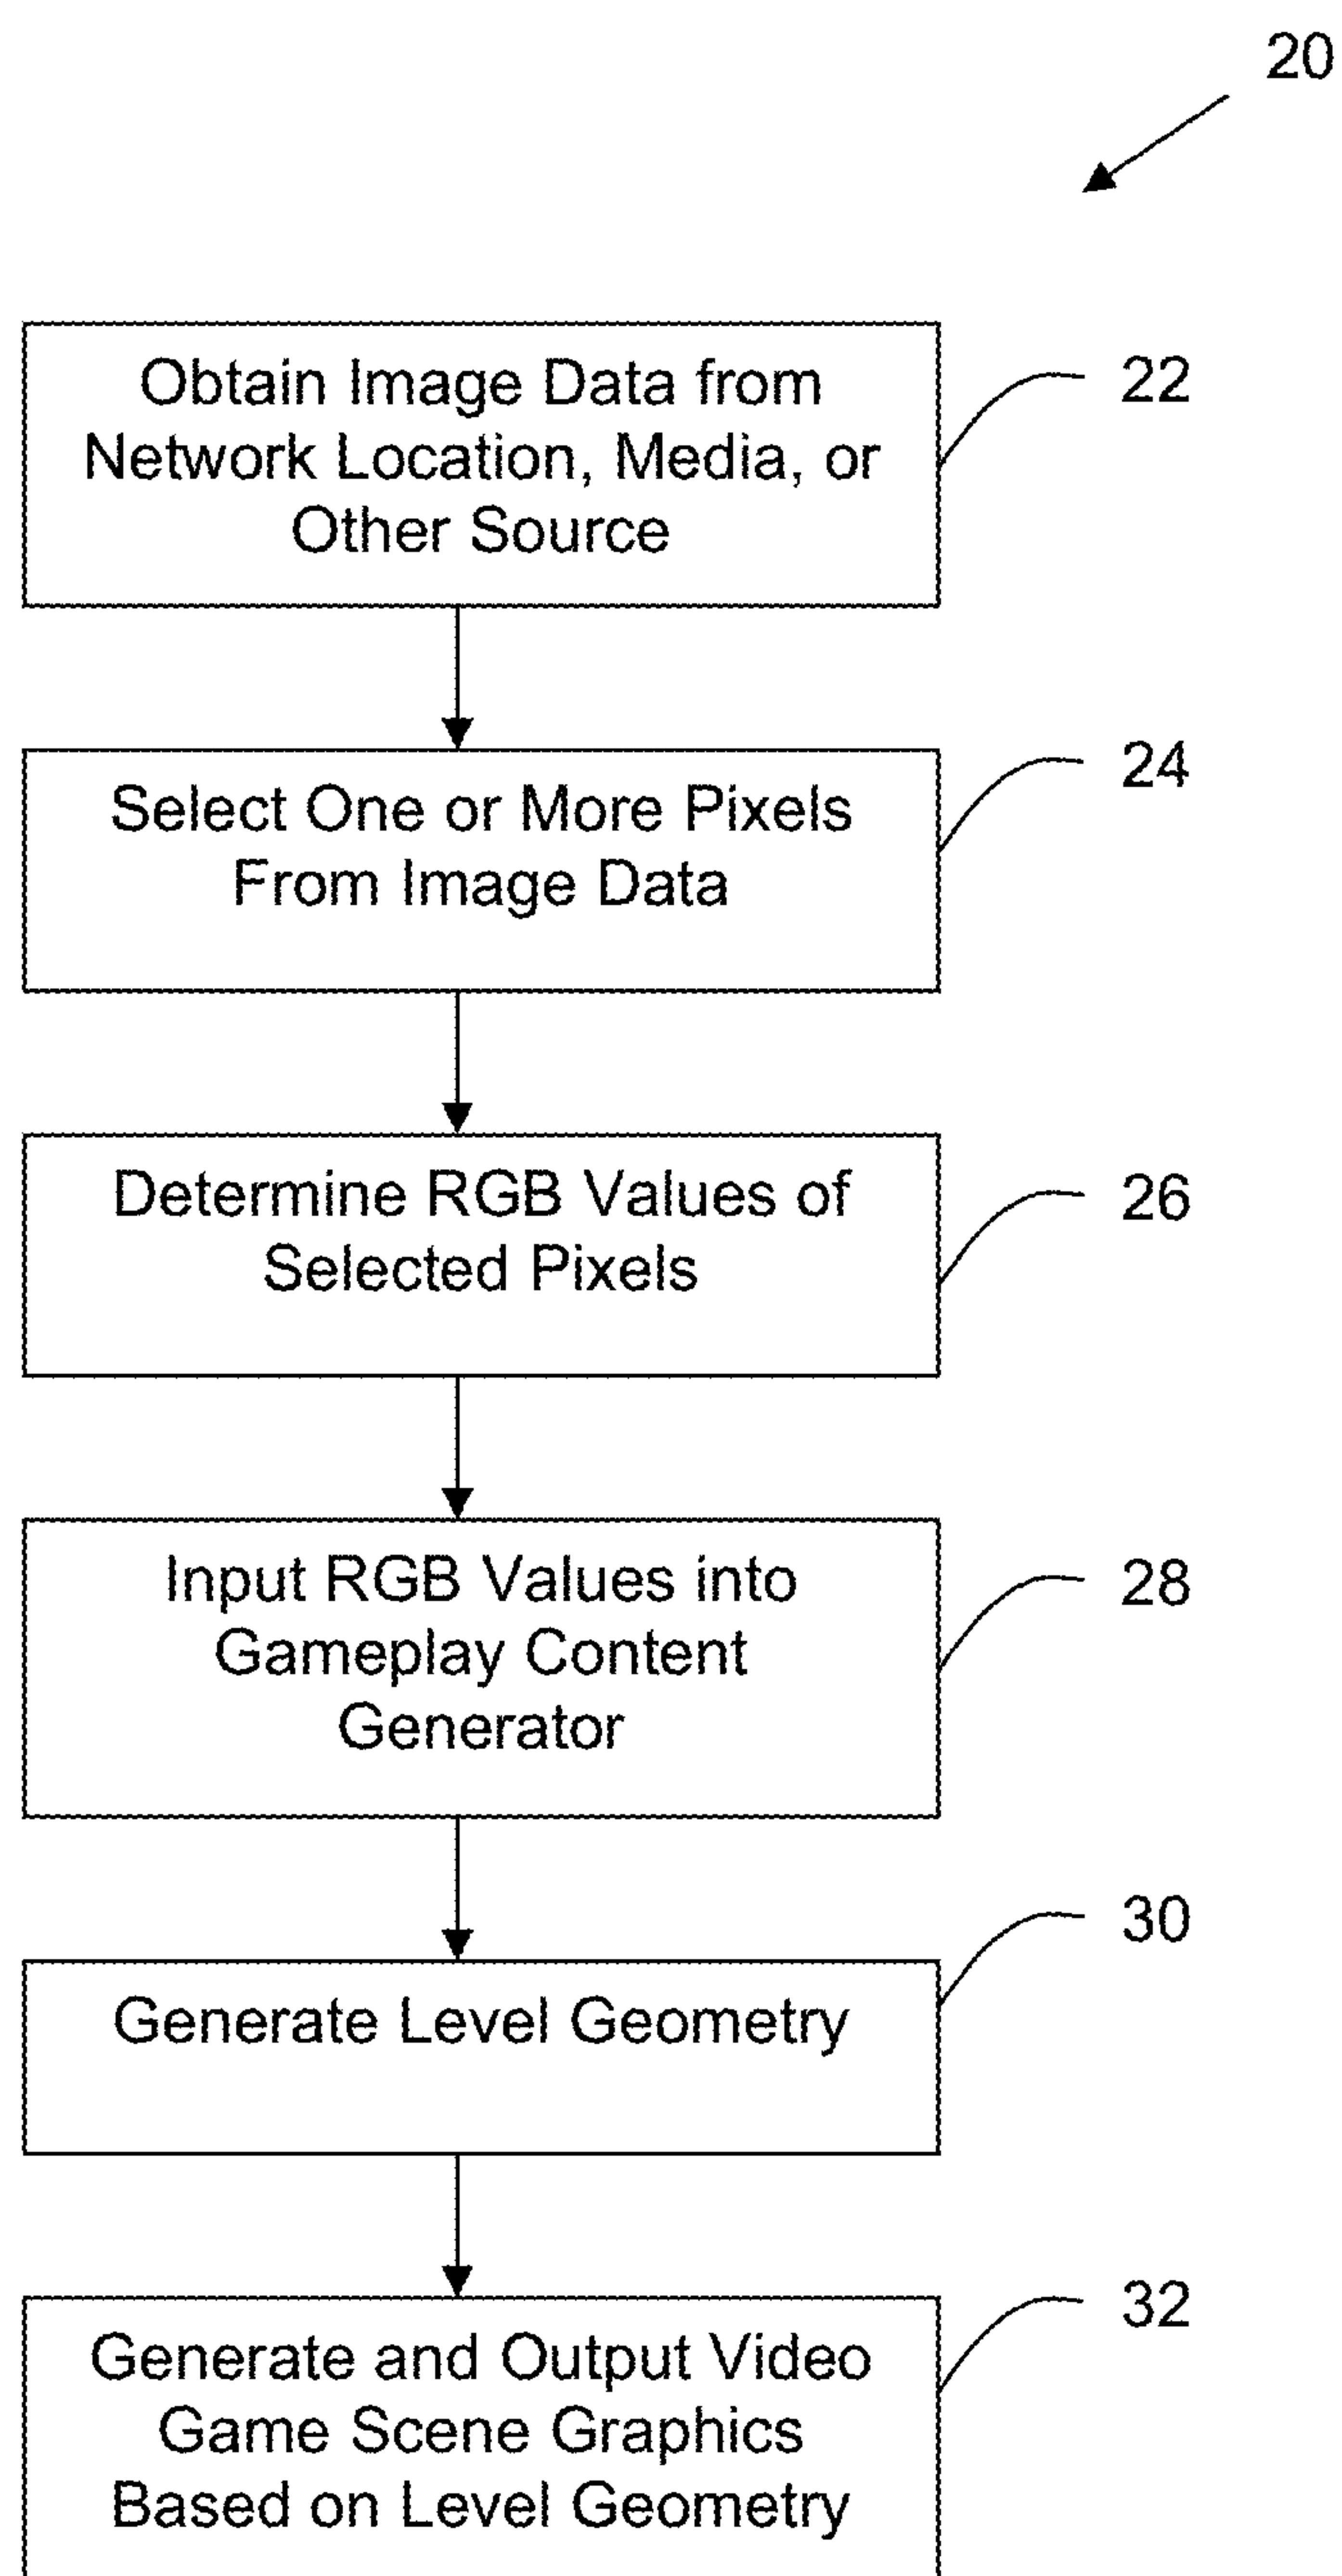 20
Obtain Image Data from
Network Location, Media, or
Other Source
22
Select One or More Pixels
From Image Data
24
Determine RGB Values of
Selected Pixels
26
Input RGB Values into
Gameplay Content
Generator
28
Generate Level Geometry
30
Generate and Output Video
Game Scene Graphics
Based on Level Geometry
32